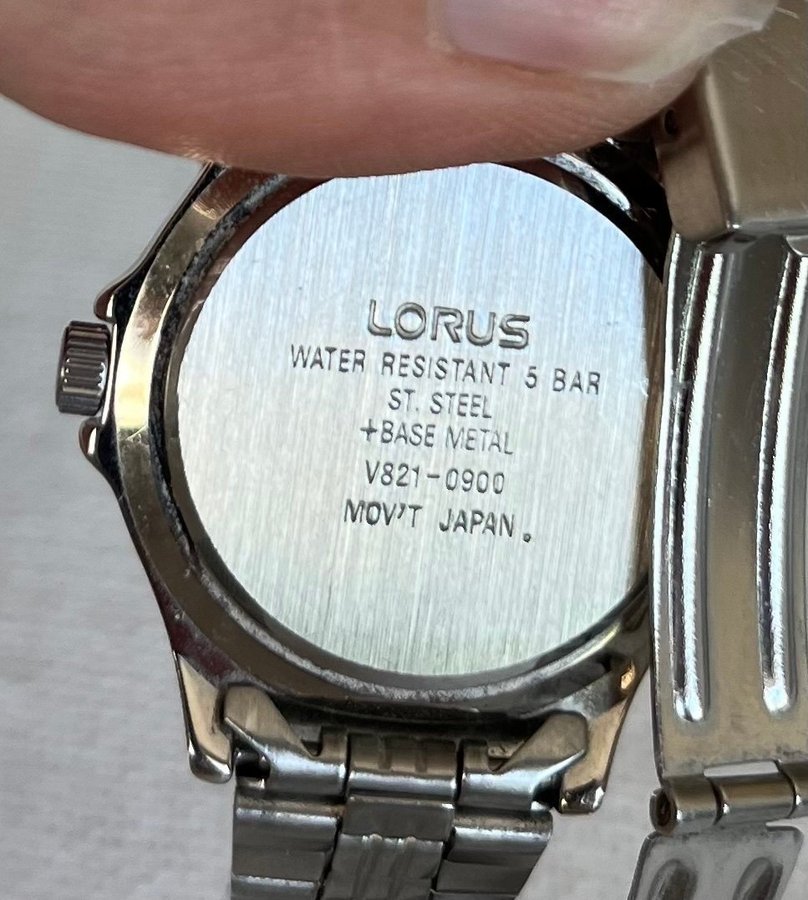 LORUS
WATER RESISTANT 5 BAR
ST. STEEL
+BASE METAL
V821-0900
MOV'T JAPAN.